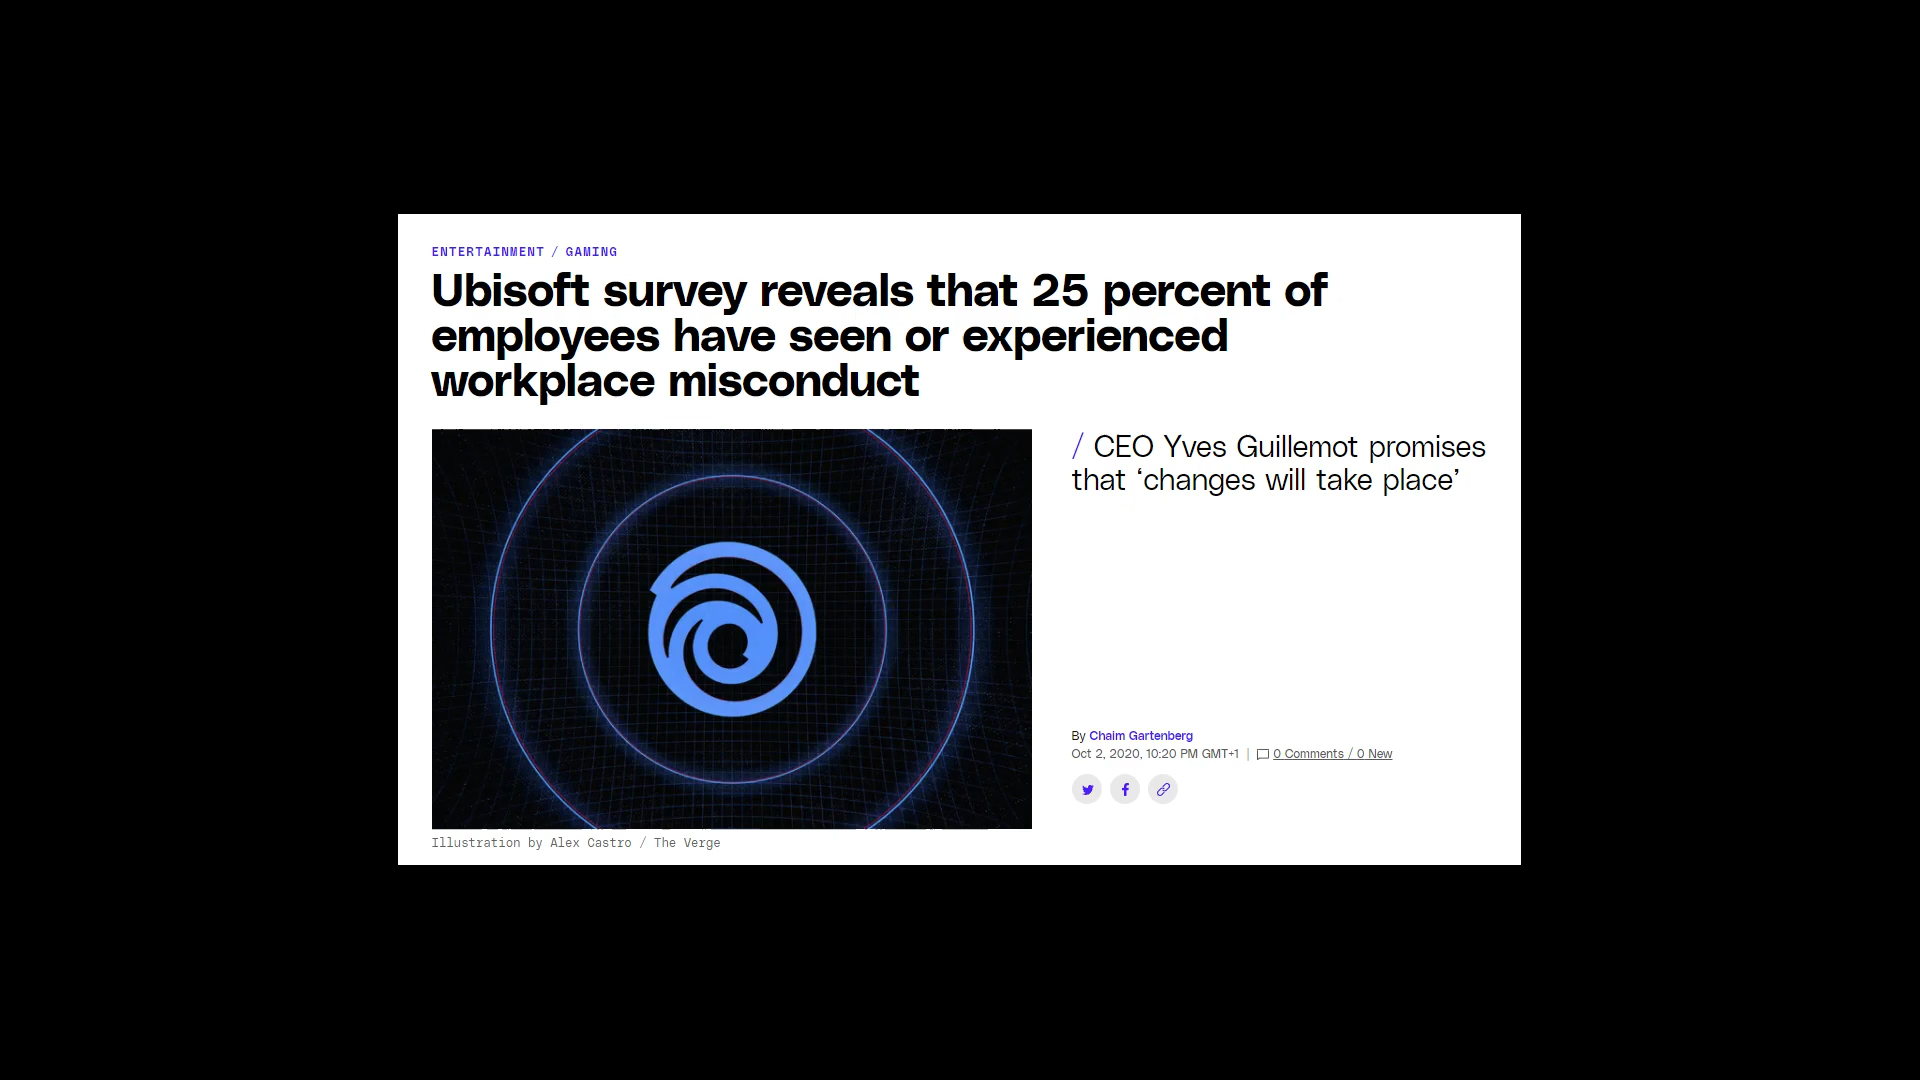 ENTERTAINMENT / GAMING
Ubisoft survey reveals that 25 percent of
employees have seen or experienced
workplace misconduct
/ CEO Yves Guillemot promises
that ‘changes will take place’
By Chaim Gartenberg
Oct 2, 2020, 10:20 PM GMT+1 | 0 Comments / 0 New
Illustration by Alex Castro / The Verge